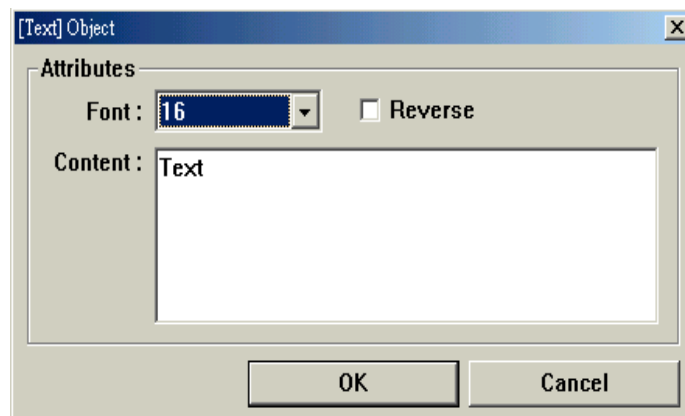 [Text] Object
Attributes
Font : 16 Reverse
Content : Text
OK Cancel